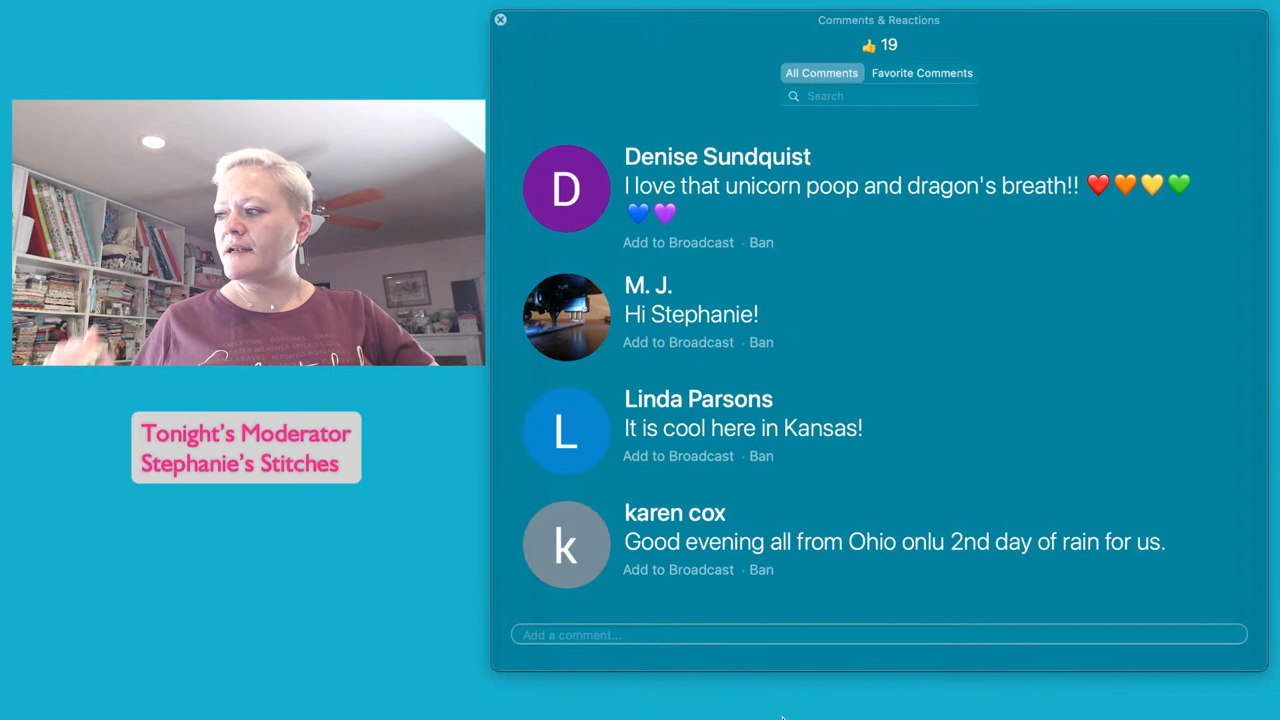 Comments & Reactions
👍 19
All Comments Favorite Comments
Search
D
Denise Sundquist
I love that unicorn poop and dragon's breath!! ❤️🧡💛💚
💙💜
Add to Broadcast · Ban
M. J.
Hi Stephanie!
Add to Broadcast · Ban
L
Linda Parsons
It is cool here in Kansas!
Add to Broadcast · Ban
k
karen cox
Good evening all from Ohio onlu 2nd day of rain for us.
Add to Broadcast · Ban
Add a comment...
Tonight's Moderator
Stephanie's Stitches